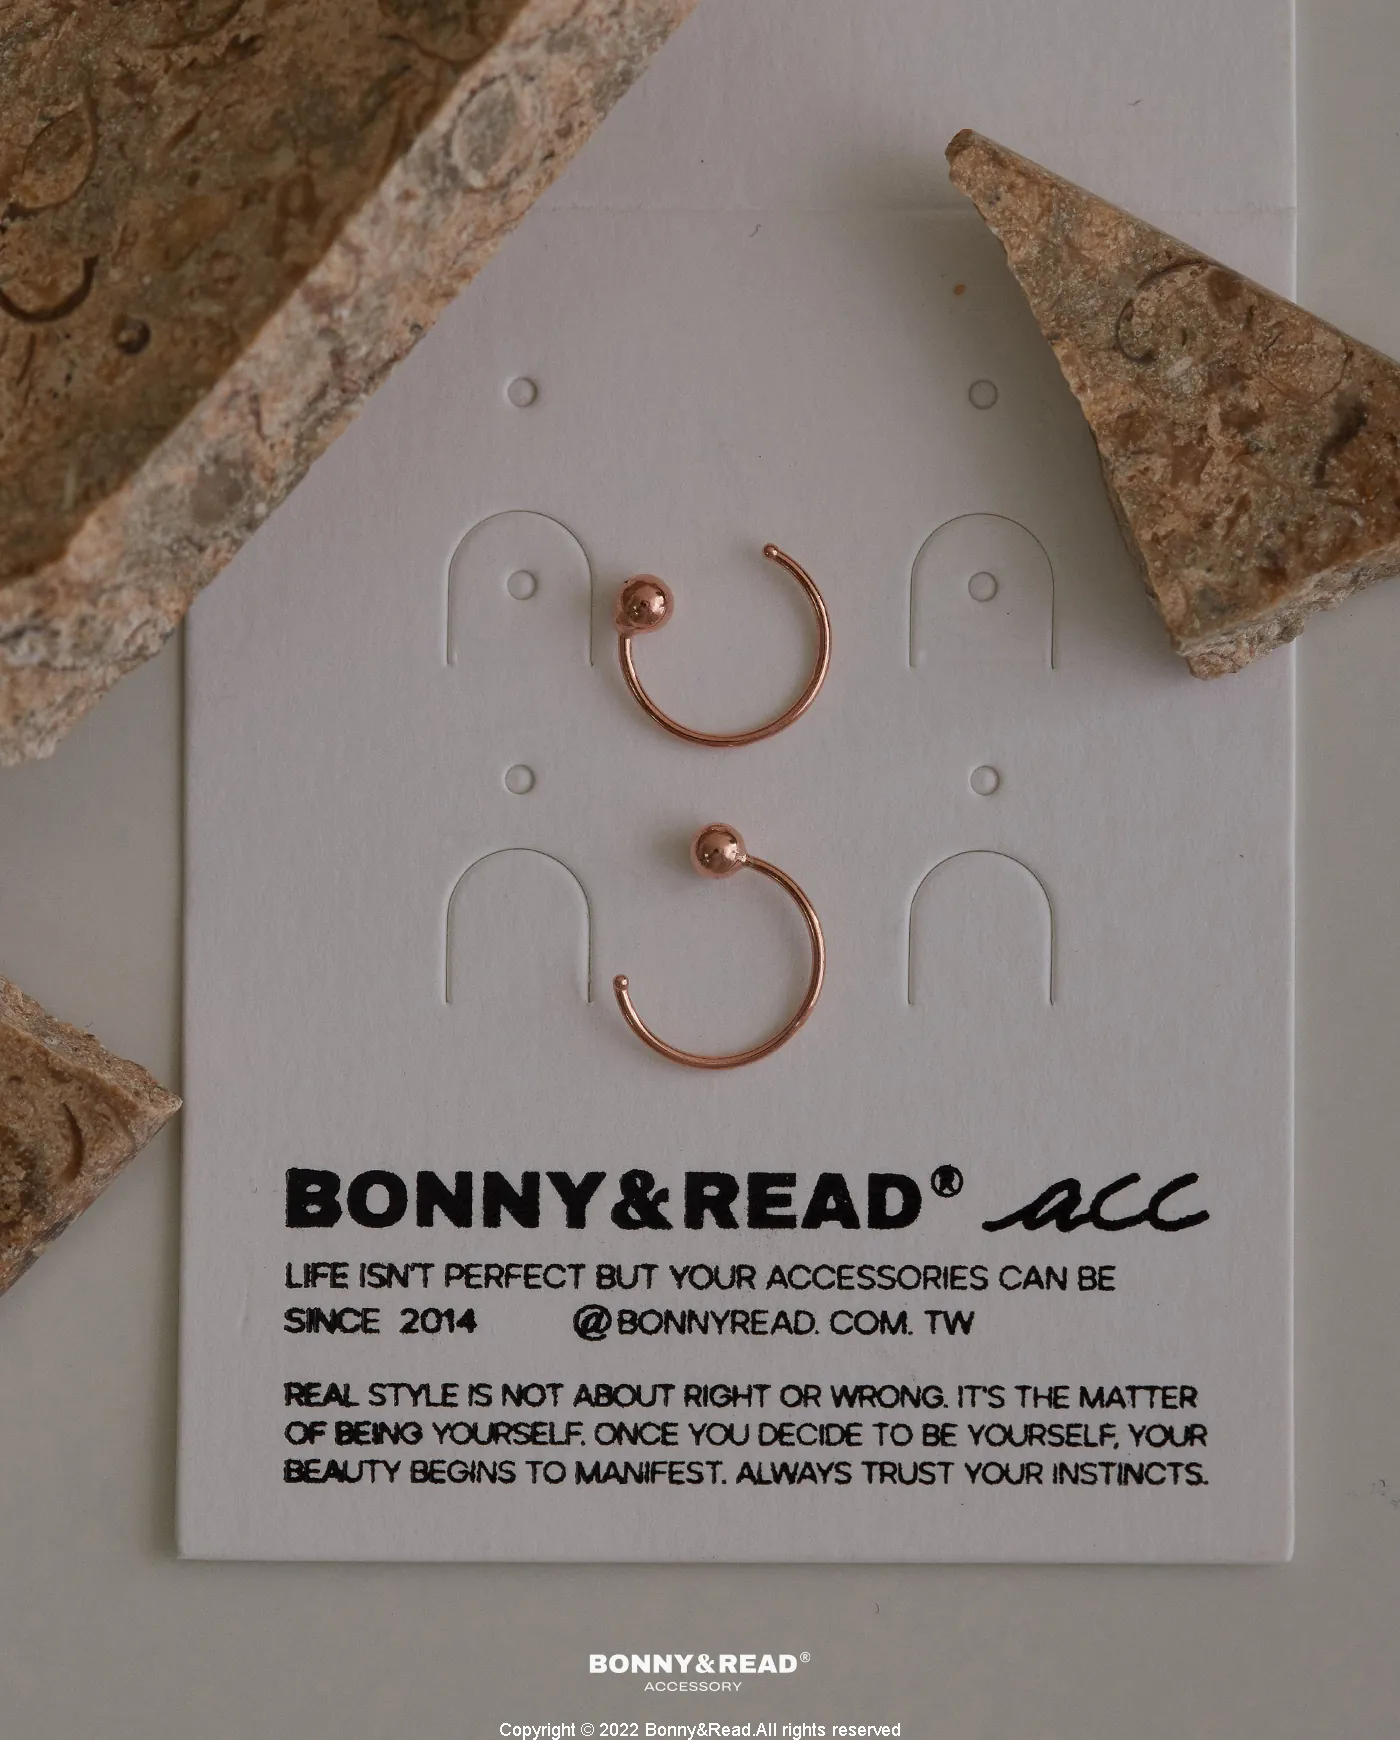 BONNY&READ® acc
LIFE ISN'T PERFECT BUT YOUR ACCESSORIES CAN BE
SINCE 2014 @BONNYREAD. COM. TW
REAL STYLE IS NOT ABOUT RIGHT OR WRONG. IT'S THE MATTER
OF BEING YOURSELF. ONCE YOU DECIDE TO BE YOURSELF, YOUR
BEAUTY BEGINS TO MANIFEST. ALWAYS TRUST YOUR INSTINCTS.
BONNY&READ®
ACCESSORY
Copyright © 2022 Bonny&Read.All rights reserved